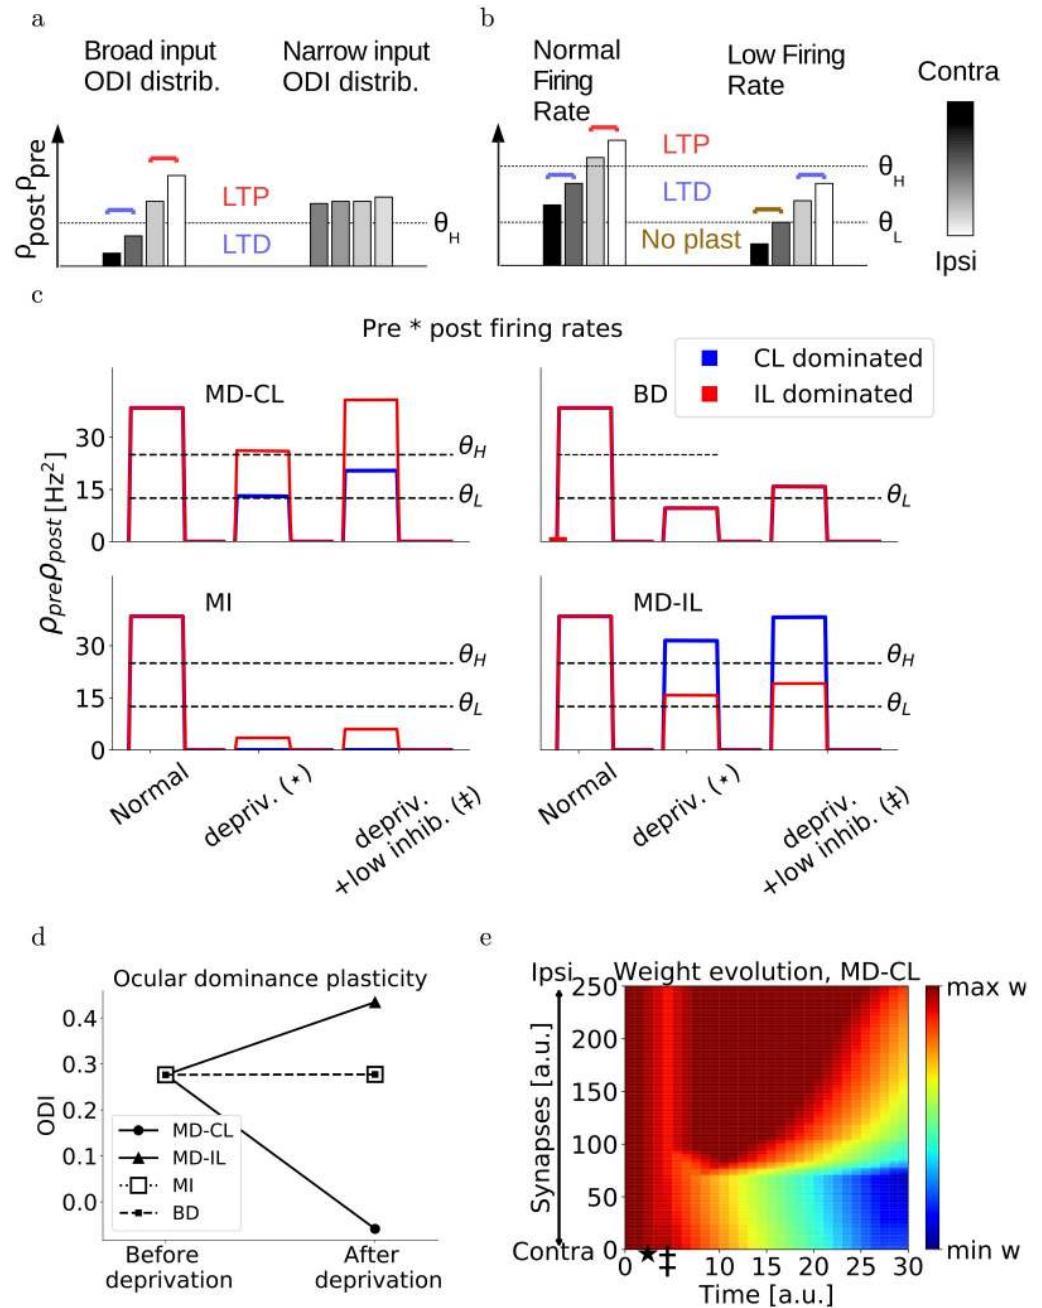 a
Broad input
ODI distrib.
Narrow input
ODI distrib.
ρpostρpre
LTP
LTD
θH
b
Normal
Firing
Rate
Low Firing
Rate
LTP
LTD
No plast
θH
θL
Contra
Ipsi
c
Pre * post firing rates
CL dominated
IL dominated
ρpreρpost [Hz²]
MD-CL
30
15
0
θH
θL
BD
θL
MI
30
15
0
θH
θL
MD-IL
θH
θL
Normal
depriv. (⋆)
depriv.
+low inhib. (‡)
Normal
depriv. (⋆)
depriv.
+low inhib. (‡)
d
Ocular dominance plasticity
ODI
0.4
0.3
0.2
0.1
0.0
MD-CL
MD-IL
MI
BD
Before
deprivation
After
deprivation
e
Ipsi
Weight evolution, MD-CL
Synapses [a.u.]
250
200
150
100
50
0
Contra
0 ★ ‡ 10 15 20 25 30
Time [a.u.]
max w
min w